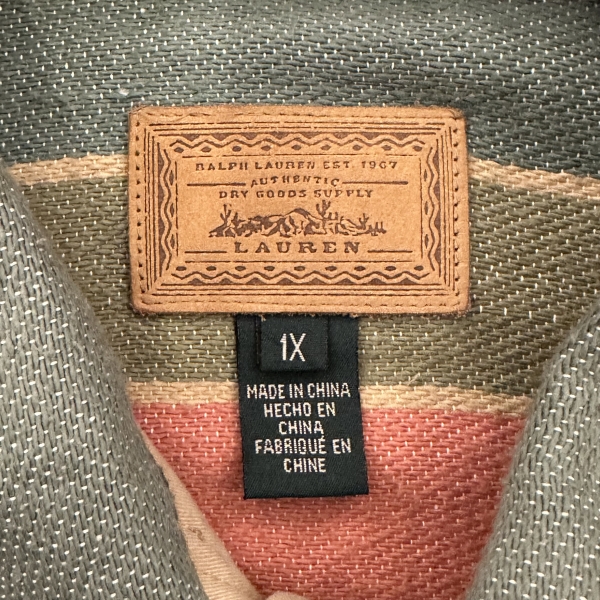 RALPH LAUREN EST. 1967
AUTHENTIC
DRY GOODS SUPPLY
LAUREN
1X
MADE IN CHINA
HECHO EN
CHINA
FABRIQUÉ EN
CHINE